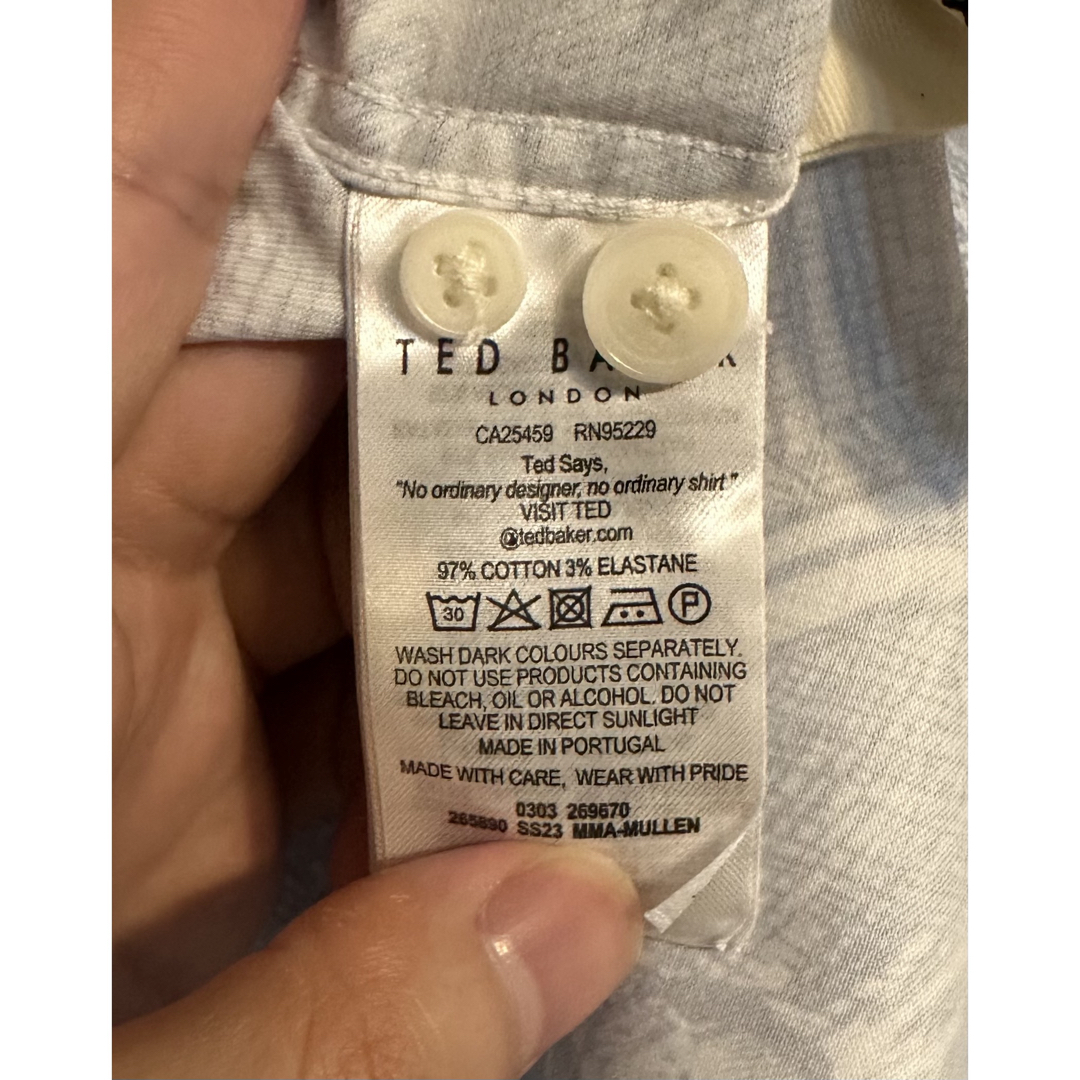 TED BAKER
LONDON
CA25459 RN95229
Ted Says,
"No ordinary designer, no ordinary shirt"
VISIT TED
@tedbaker.com
97% COTTON 3% ELASTANE
30 P
WASH DARK COLOURS SEPARATELY.
DO NOT USE PRODUCTS CONTAINING
BLEACH, OIL OR ALCOHOL. DO NOT
LEAVE IN DIRECT SUNLIGHT
MADE IN PORTUGAL
MADE WITH CARE, WEAR WITH PRIDE
0303 269670
265890 SS23 MMA-MULLEN